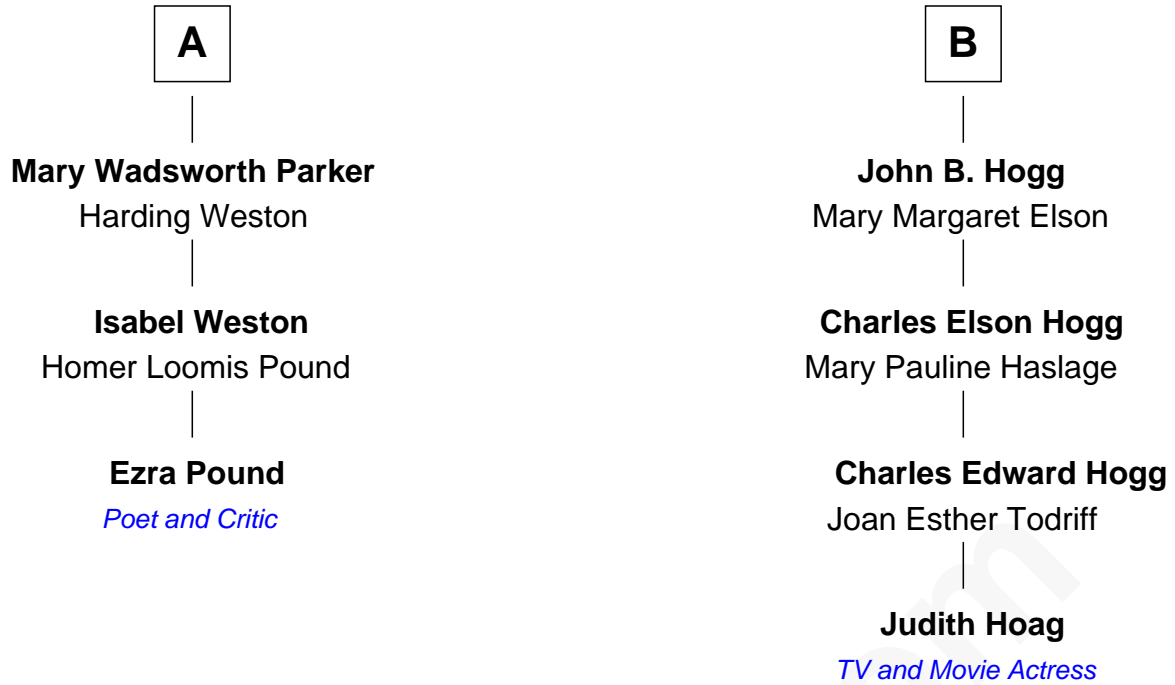 A
Mary Wadsworth Parker
Harding Weston
Isabel Weston
Homer Loomis Pound
Ezra Pound
Poet and Critic
B
John B. Hogg
Mary Margaret Elson
Charles Elson Hogg
Mary Pauline Haslage
Charles Edward Hogg
Joan Esther Todriff
Judith Hoag
TV and Movie Actress